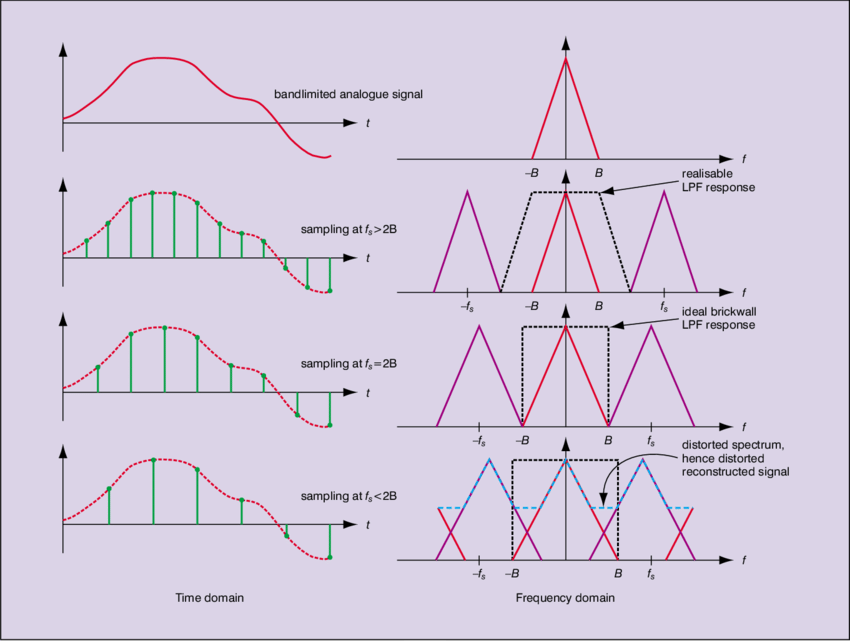 bandlimited analogue signal
t
f
–B
B
sampling at fs>2B
t
realisable
LPF response
–fs
–B
B
fs
f
sampling at fs=2B
t
ideal brickwall
LPF response
–fs
–B
B
fs
f
sampling at fs<2B
t
distorted spectrum,
hence distorted
reconstructed signal
–fs
–B
B
fs
f
Time domain
Frequency domain